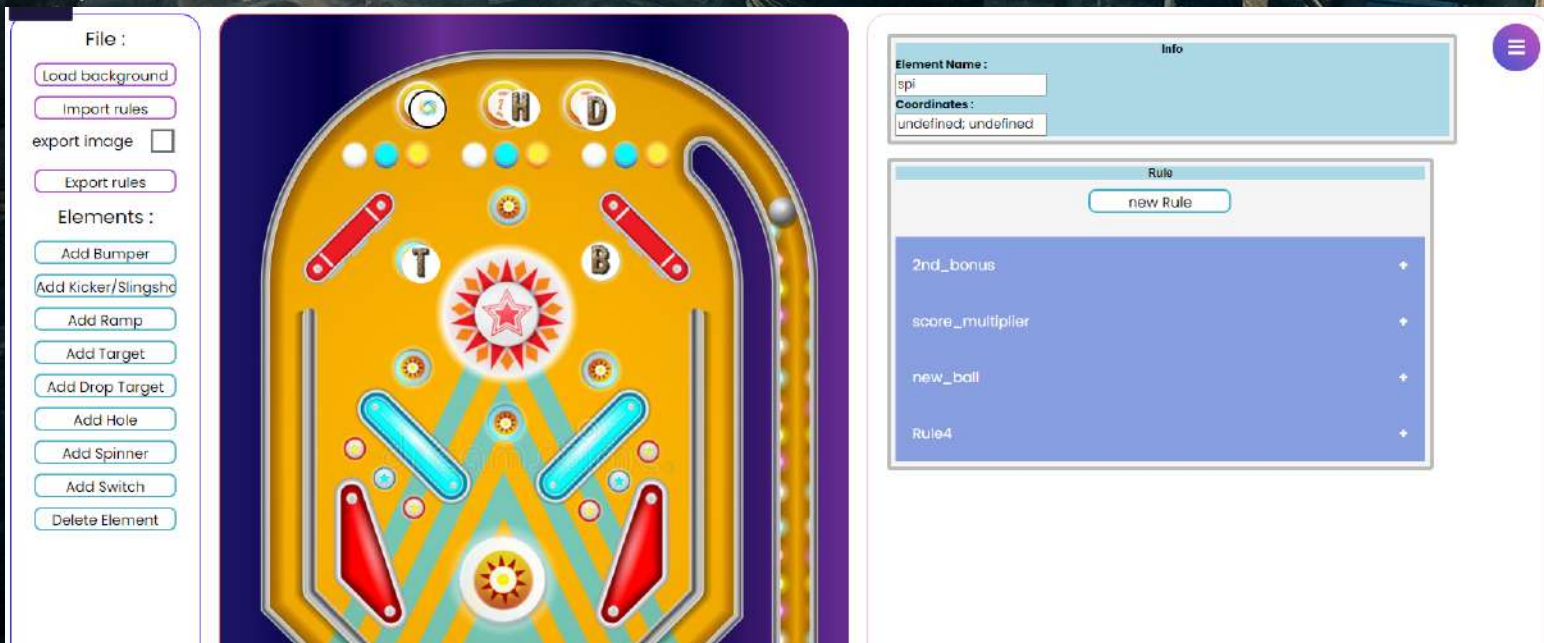 File :
Load background
Import rules
export image
Export rules
Elements :
Add Bumper
Add Kicker/Slingsho
Add Ramp
Add Target
Add Drop Target
Add Hole
Add Spinner
Add Switch
Delete Element
H
D
T
B
Info
Element Name :
spi
Coordinates :
undefined; undefined
Rule
new Rule
2nd_bonus +
score_multiplier +
new_ball +
Rule4 +